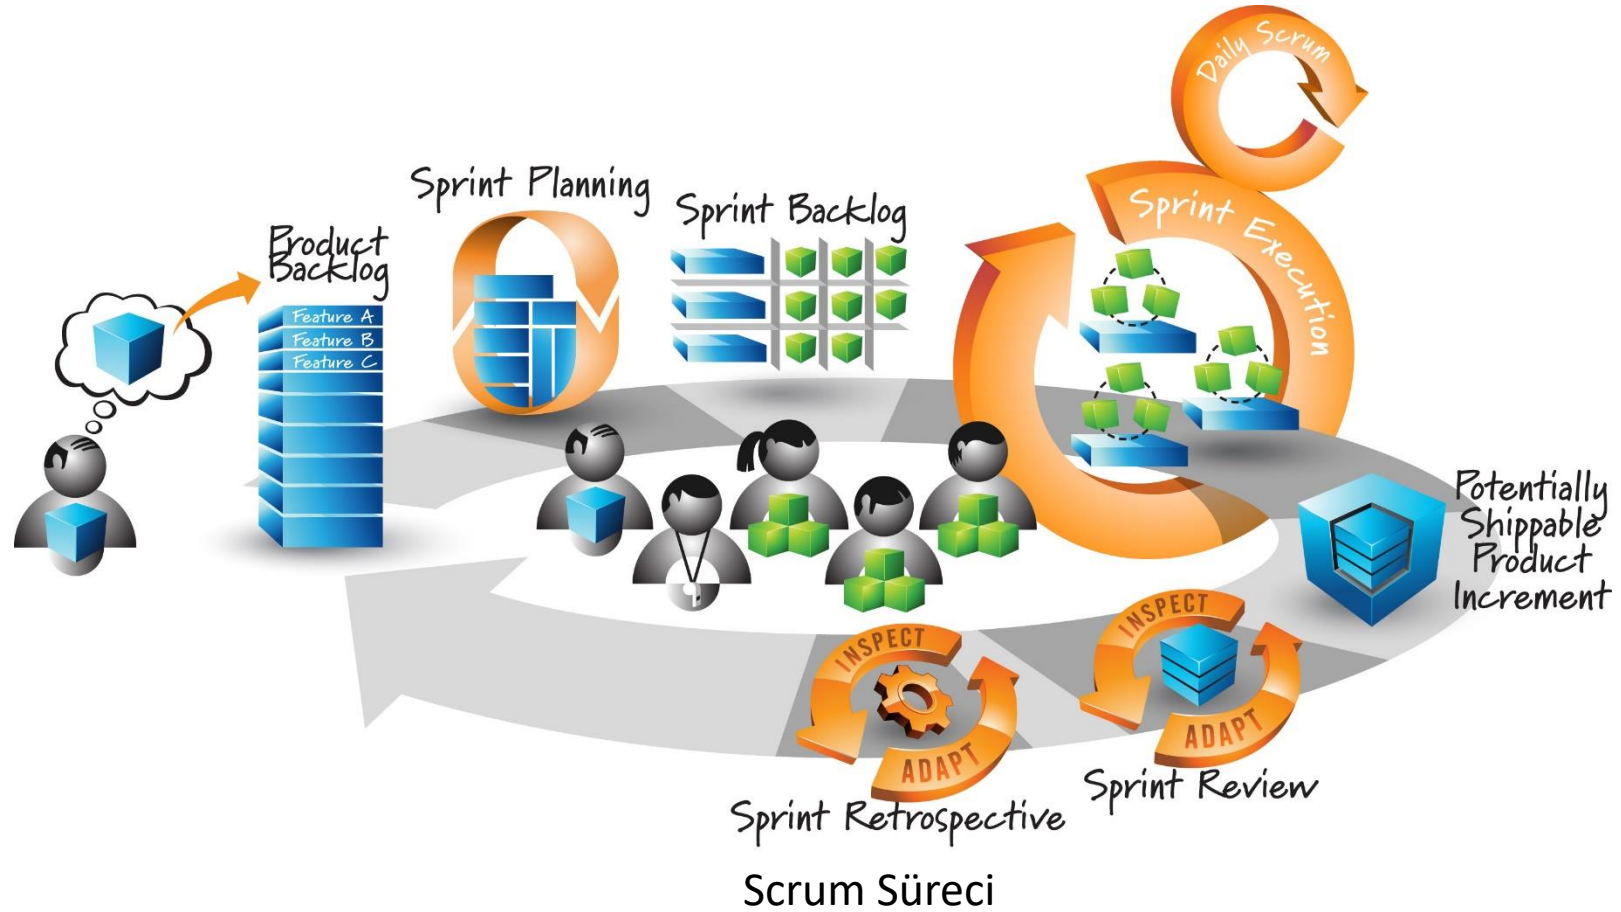 Daily Scrum
Sprint Planning
Sprint Backlog
Sprint Execution
Product
Backlog
Feature A
Feature B
Feature C
Potentially
Shippable
Product
Increment
INSPECT
ADAPT
Sprint Review
INSPECT
ADAPT
Sprint Retrospective
Scrum Süreci